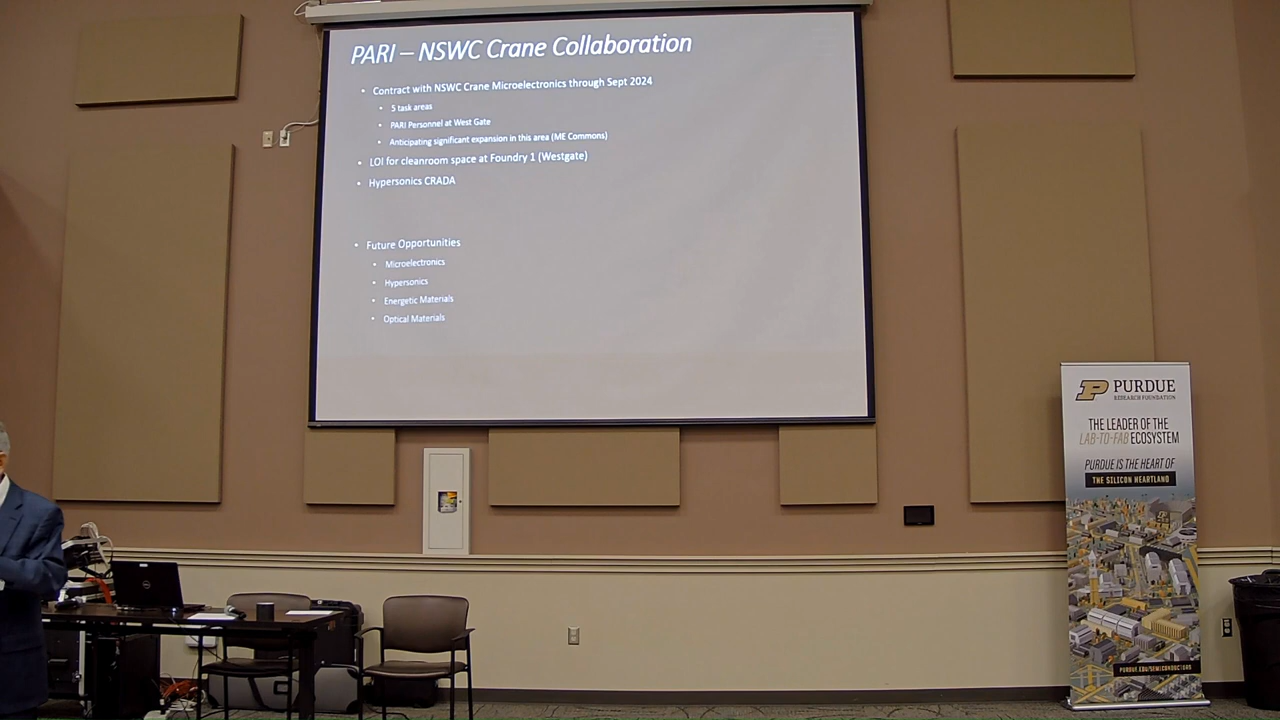 PARI – NSWC Crane Collaboration
• Contract with NSWC Crane Microelectronics through Sept 2024
• 5 task areas
• PARI Personnel at West Gate
• Anticipating significant expansion in this area (ME Commons)
• LOI for cleanroom space at Foundry 1 (Westgate)
• Hypersonics CRADA
• Future Opportunities
• Microelectronics
• Hypersonics
• Energetic Materials
• Optical Materials
PURDUE
RESEARCH FOUNDATION
THE LEADER OF THE
LAB-TO-FAB ECOSYSTEM
PURDUE IS THE HEART OF
THE SILICON HEARTLAND
PURDUE.EDU/SEMICONDUCTORS